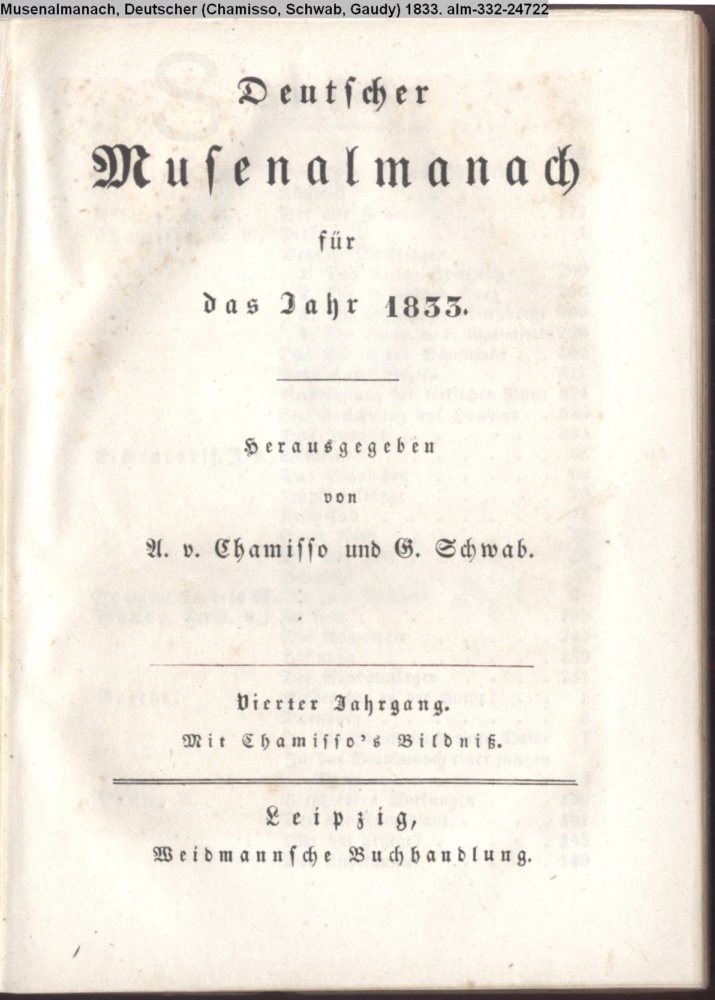 Musenalmanach, Deutscher (Chamisso, Schwab, Gaudy) 1833. alm-332-24722
Deutscher
Musenalmanach
für
das Jahr 1833.
Herausgegeben
von
A. v. Chamisso und G. Schwab.
Vierter Jahrgang.
Mit Chamisso's Bildniß.
Leipzig,
Weidmannsche Buchhandlung.